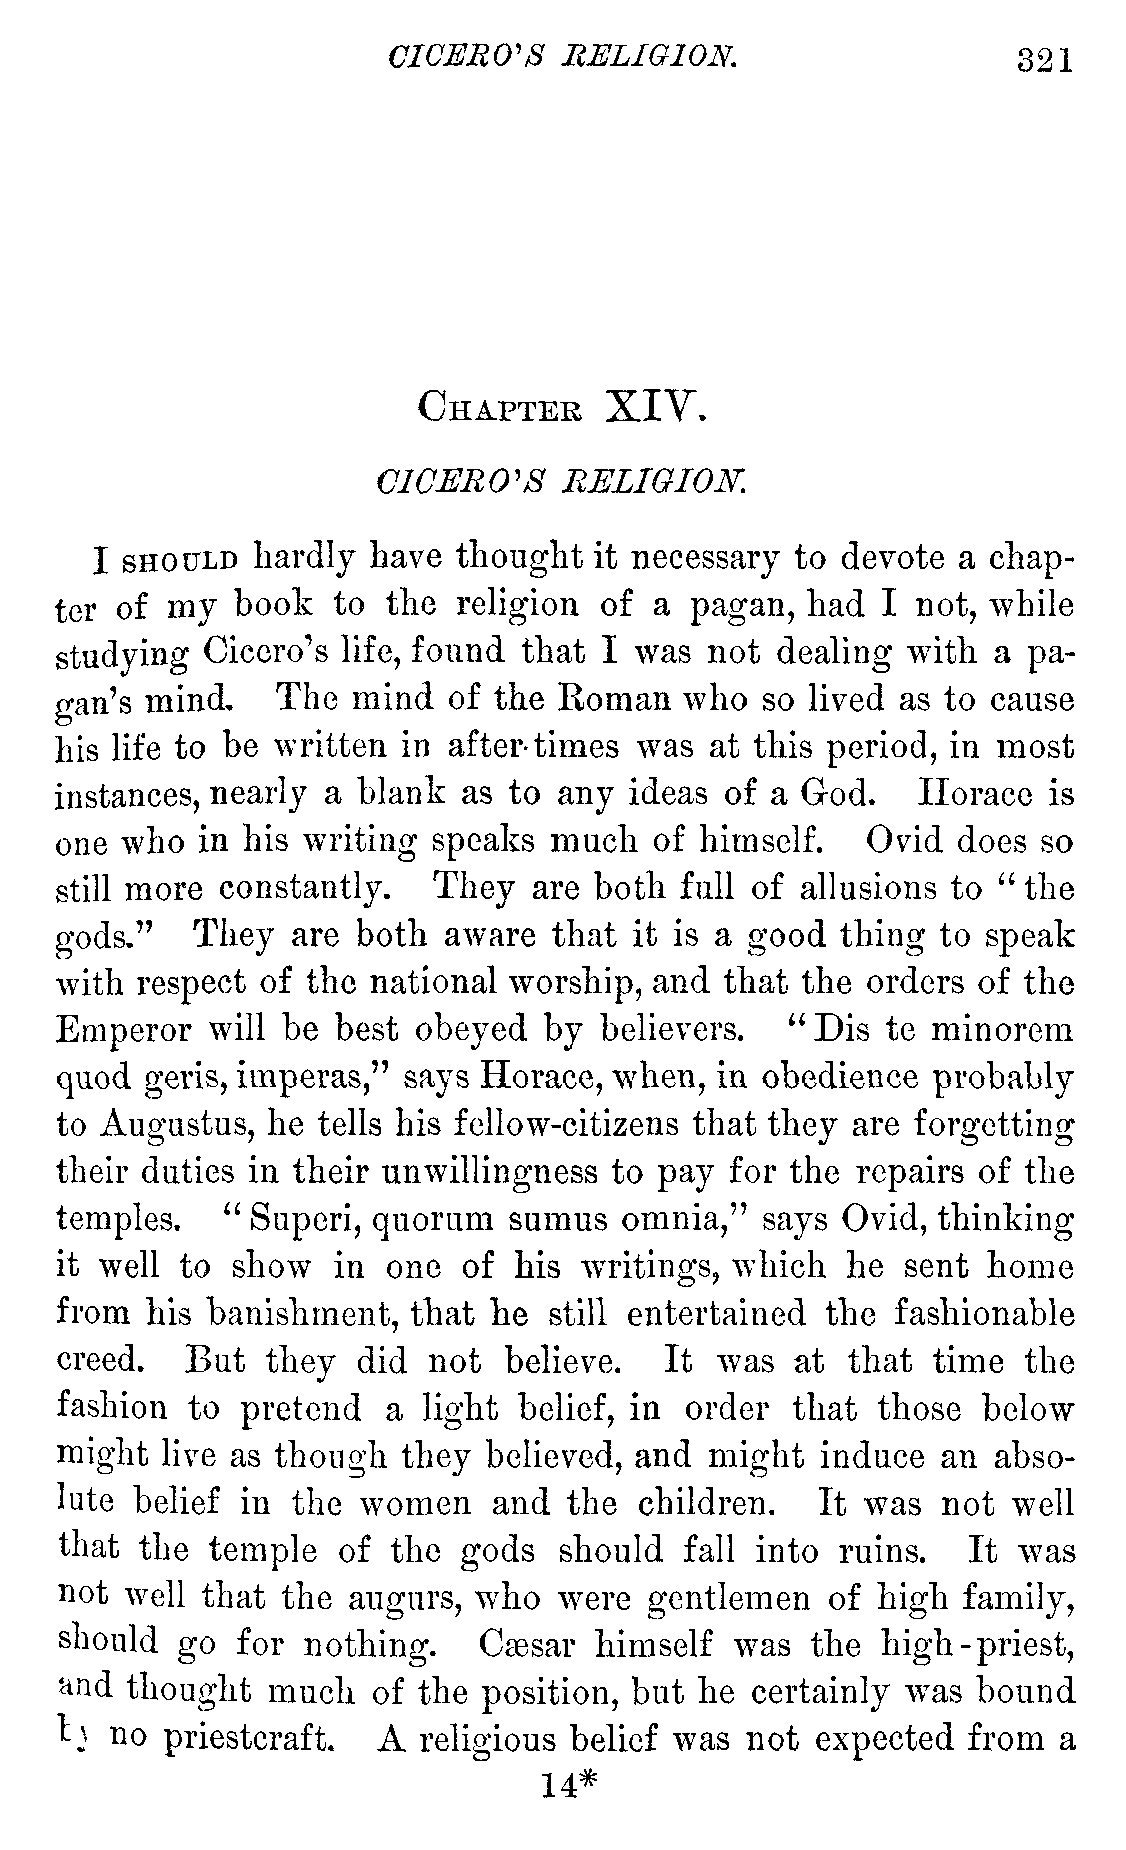 CICERO'S RELIGION. 321
CHAPTER XIV.
CICERO'S RELIGION.
I SHOULD hardly have thought it necessary to devote a chap-
ter of my book to the religion of a pagan, had I not, while
studying Cicero's life, found that I was not dealing with a pa-
gan's mind. The mind of the Roman who so lived as to cause
his life to be written in after-times was at this period, in most
instances, nearly a blank as to any ideas of a God. Horace is
one who in his writing speaks much of himself. Ovid does so
still more constantly. They are both full of allusions to "the
gods." They are both aware that it is a good thing to speak
with respect of the national worship, and that the orders of the
Emperor will be best obeyed by believers. "Dis te minorem
quod geris, imperas," says Horace, when, in obedience probably
to Augustus, he tells his fellow-citizens that they are forgetting
their duties in their unwillingness to pay for the repairs of the
temples. "Superi, quorum sumus omnia," says Ovid, thinking
it well to show in one of his writings, which he sent home
from his banishment, that he still entertained the fashionable
creed. But they did not believe. It was at that time the
fashion to pretend a light belief, in order that those below
might live as though they believed, and might induce an abso-
lute belief in the women and the children. It was not well
that the temple of the gods should fall into ruins. It was
not well that the augurs, who were gentlemen of high family,
should go for nothing. Cæsar himself was the high-priest,
and thought much of the position, but he certainly was bound
by no priestcraft. A religious belief was not expected from a
14*